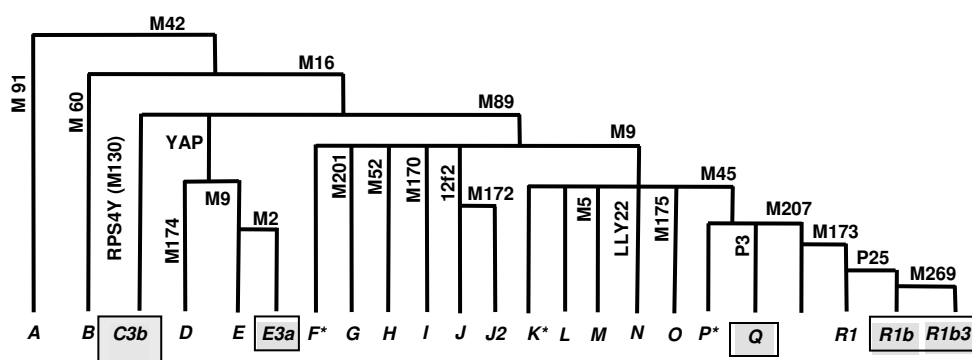 M42
M16
M 91
M 60
M89
RPS4Y (M130)
YAP
M9
M201
M52
M170
12f2
M45
M172
M9
M174
M2
M5
LLY22
M175
M207
P3
M173
P25
M269
A B C3b D E E3a F* G H I J J2 K* L M N O P* Q R1 R1b R1b3